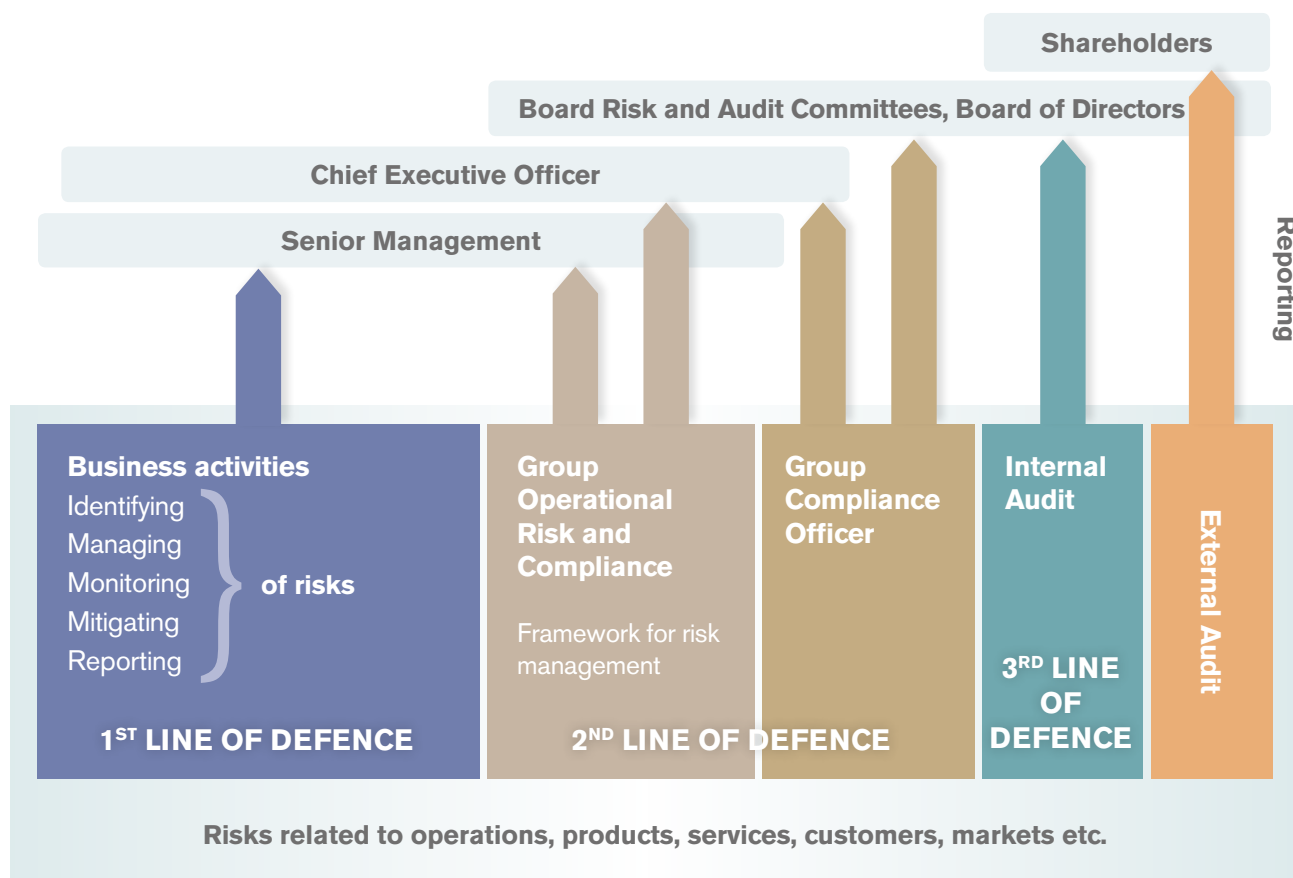 Shareholders
Board Risk and Audit Committees, Board of Directors
Chief Executive Officer
Senior Management
Reporting
Business activities
Identifying
Managing
Monitoring
Mitigating
Reporting
of risks
1ST LINE OF DEFENCE
Group
Operational
Risk and
Compliance
Framework for risk
management
Group
Compliance
Officer
2ND LINE OF DEFENCE
Internal
Audit
3RD LINE
OF
DEFENCE
External Audit
Risks related to operations, products, services, customers, markets etc.